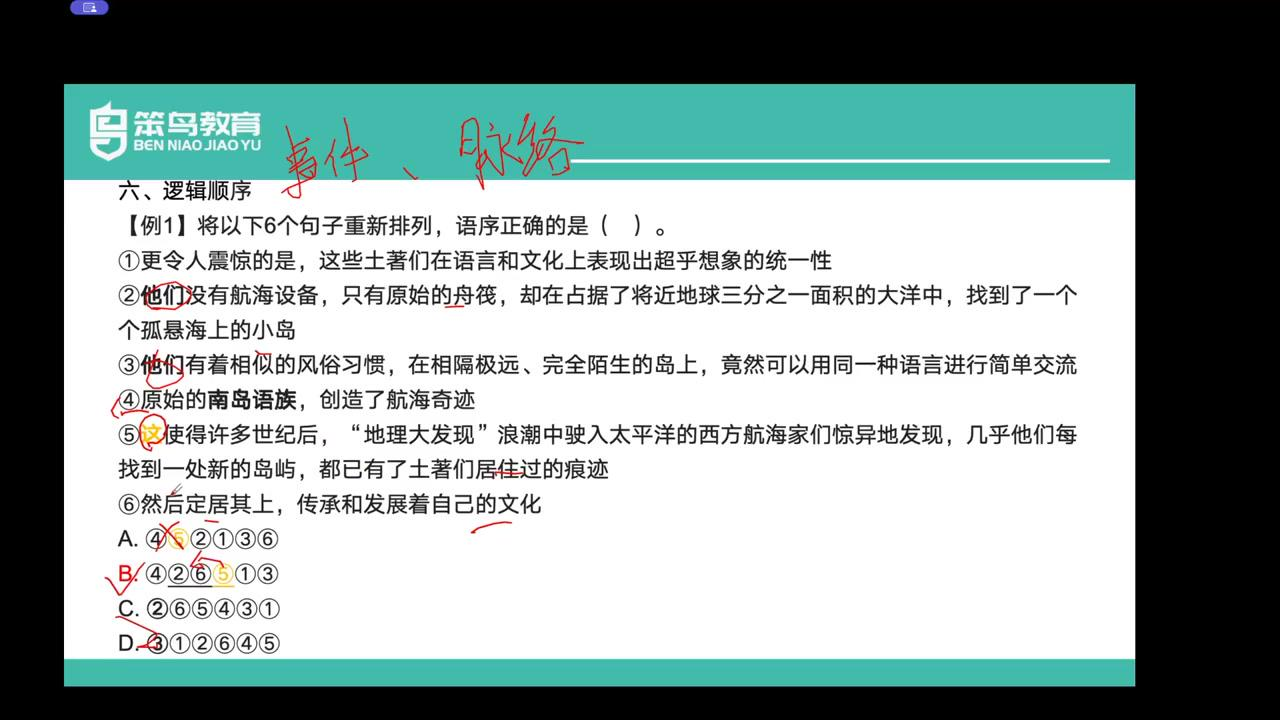 笨鸟教育
BEN NIAO JIAO YU
事件、脉络
六、逻辑顺序
【例1】将以下6个句子重新排列，语序正确的是（ ）。
①更令人震惊的是，这些土著们在语言和文化上表现出超乎想象的统一性
②他们没有航海设备，只有原始的舟筏，却在占据了将近地球三分之一面积的大洋中，找到了一个
个孤悬海上的小岛
③他们有着相似的风俗习惯，在相隔极远、完全陌生的岛上，竟然可以用同一种语言进行简单交流
④原始的南岛语族，创造了航海奇迹
⑤这使得许多世纪后，“地理大发现”浪潮中驶入太平洋的西方航海家们惊异地发现，几乎他们每
找到一处新的岛屿，都已有了土著们居住过的痕迹
⑥然后定居其上，传承和发展着自己的文化
A. ④⑤②①③⑥
B. ④②⑥⑤①③
C. ②⑥⑤④③①
D. ③①②⑥④⑤